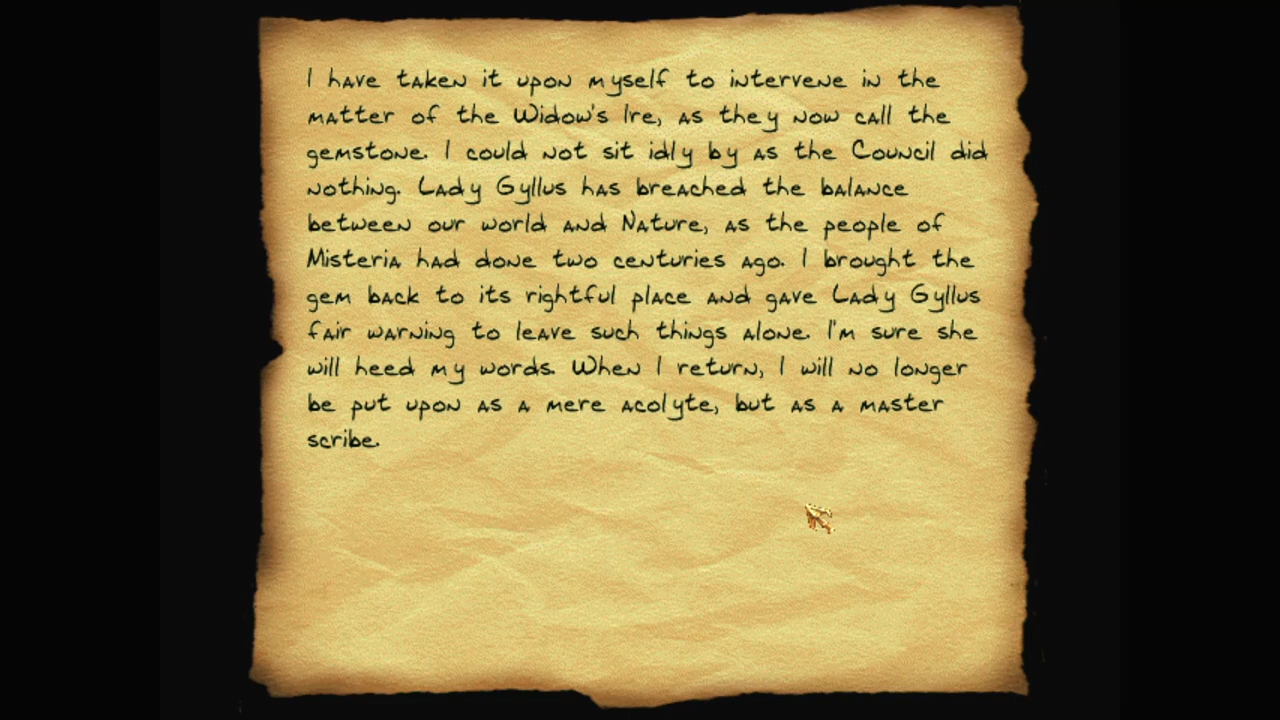 I have taken it upon myself to intervene in the
matter of the Widow's Ire, as they now call the
gemstone. I could not sit idly by as the Council did
nothing. Lady Gyllus has breached the balance
between our world and Nature, as the people of
Misteria had done two centuries ago. I brought the
gem back to its rightful place and gave Lady Gyllus
fair warning to leave such things alone. I'm sure she
will heed my words. When I return, I will no longer
be put upon as a mere acolyte, but as a master
scribe.